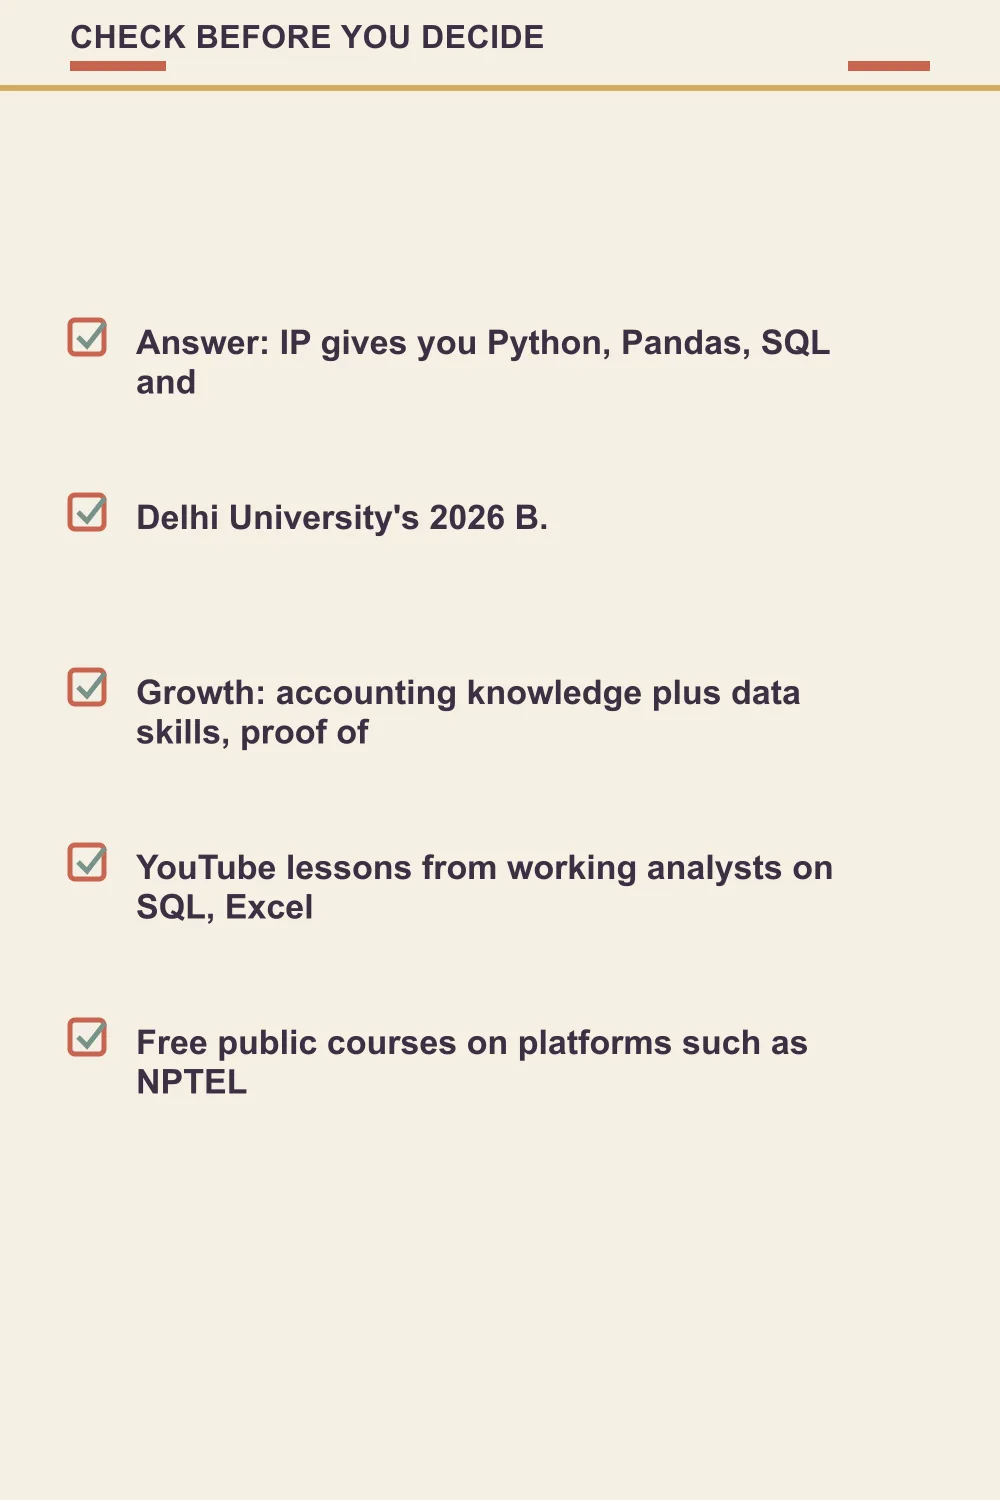 CHECK BEFORE YOU DECIDE
Answer: IP gives you Python, Pandas, SQL
and
Delhi University's 2026 B.
Growth: accounting knowledge plus data
skills, proof of
YouTube lessons from working analysts on
SQL, Excel
Free public courses on platforms such as
NPTEL